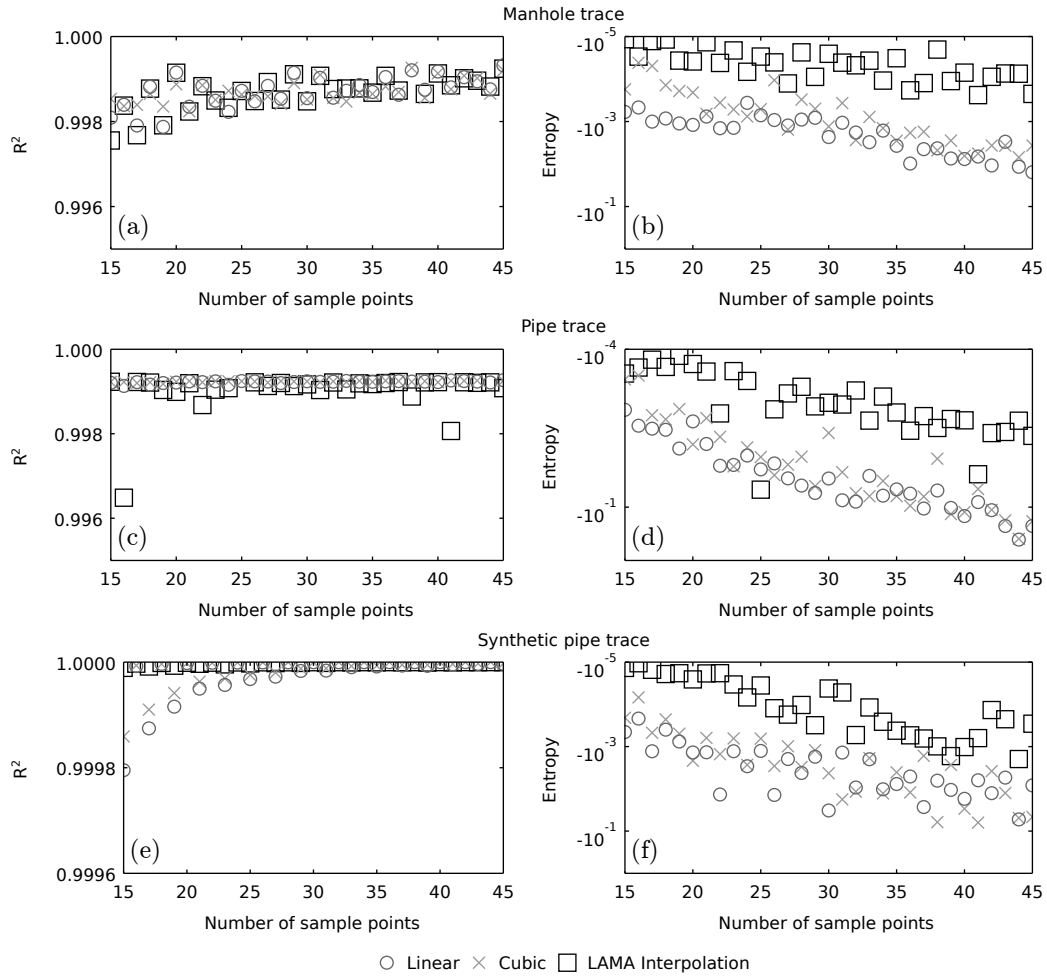 Manhole trace
1.000
0.998
0.996
R²
(a)
15 20 25 30 35 40 45
Number of sample points
-10⁻⁵
-10⁻³
-10⁻¹
Entropy
(b)
15 20 25 30 35 40 45
Number of sample points
Pipe trace
1.000
0.998
0.996
R²
(c)
15 20 25 30 35 40 45
Number of sample points
-10⁻⁴
-10⁻¹
Entropy
(d)
15 20 25 30 35 40 45
Number of sample points
Synthetic pipe trace
1.0000
0.9998
0.9996
R²
(e)
15 20 25 30 35 40 45
Number of sample points
-10⁻⁵
-10⁻³
-10⁻¹
Entropy
(f)
15 20 25 30 35 40 45
Number of sample points
Linear Cubic LAMA Interpolation